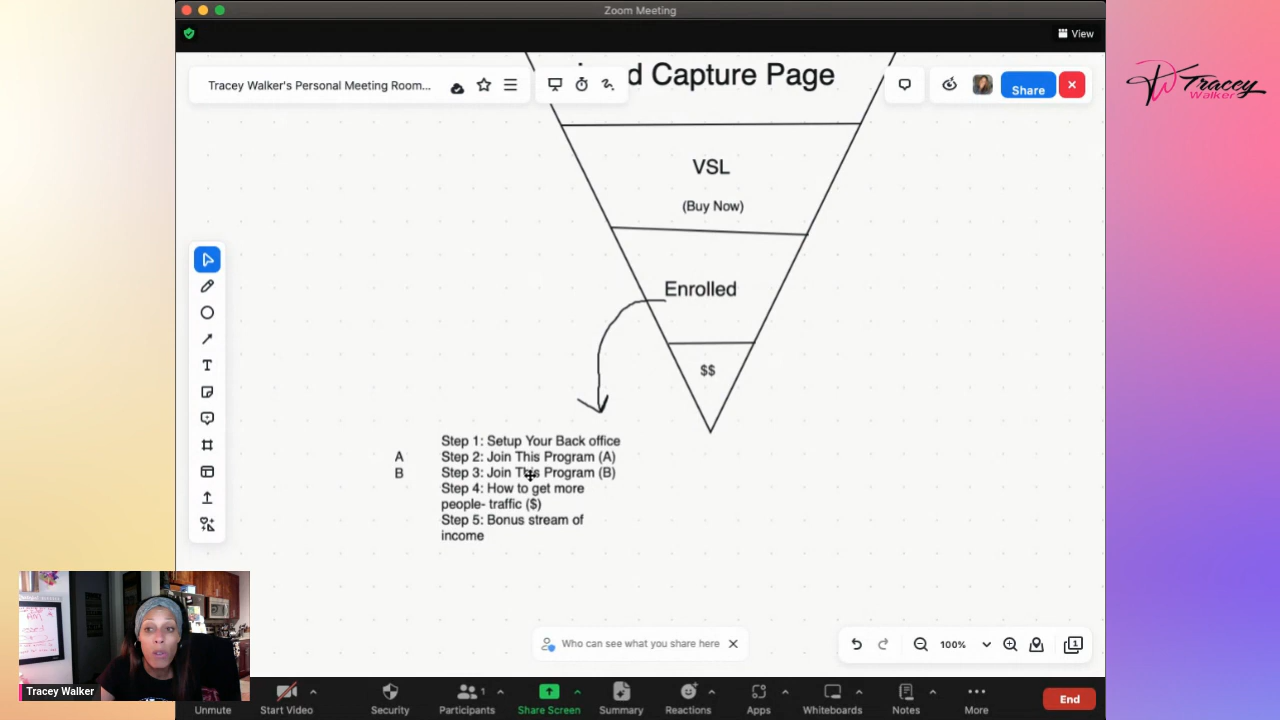 Zoom Meeting
View
Tracey Walker's Personal Meeting Room...
Share
d Capture Page
Tracey
Walker
VSL
(Buy Now)
Enrolled
$$
Step 1: Setup Your Back office
A Step 2: Join This Program (A)
B Step 3: Join This Program (B)
Step 4: How to get more
people- traffic ($)
Step 5: Bonus stream of
income
Who can see what you share here
100%
1
Tracey Walker
1
Unmute Start Video Security Participants Share Screen Summary Reactions Apps Whiteboards Notes More End